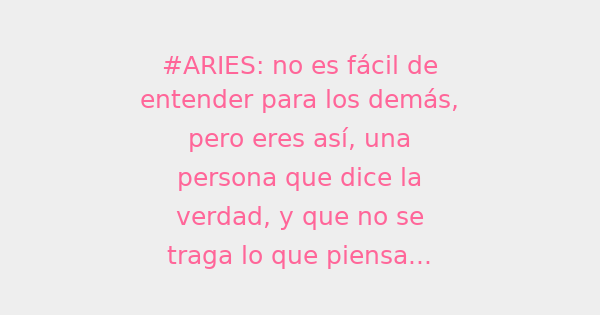 #ARIES: no es fácil de
entender para los demás,
pero eres así, una
persona que dice la
verdad, y que no se
traga lo que piensa...